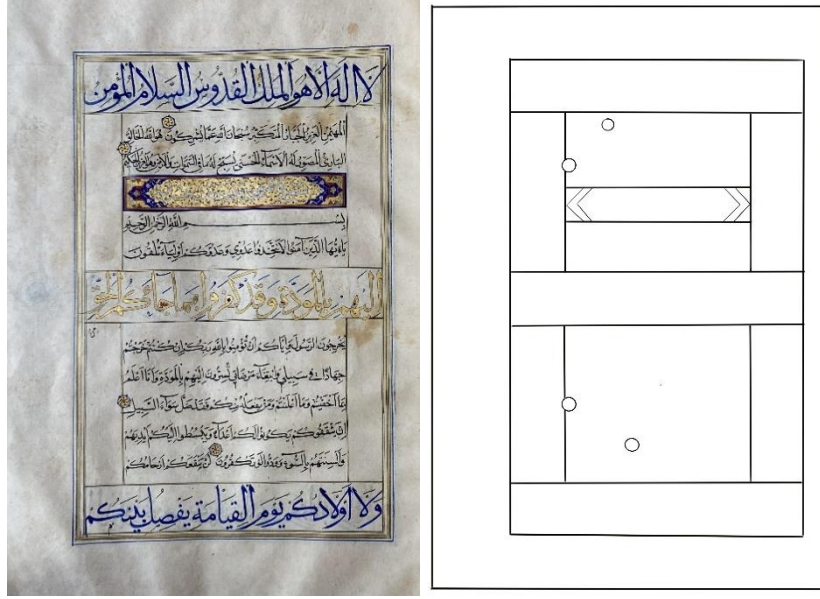 لا اله الا هو الملك القدوس السلام المؤمن
المهيمن العزيز الجبار المتكبر سبحان الله عما يشركون هو الله الخالق
البارئ المصور له الاسماء الحسنى يسبح له ما في السموات والارض وهو العزيز الحكيم
بسم الله الرحمن الرحيم
يا ايها الذين آمنوا لا تتخذوا عدوي وعدوكم اولياء تلقون
اليهم بالمودة وقد كفروا بما جاءكم من الحق
يخرجون الرسول واياكم ان تؤمنوا بالله ربكم ان كنتم خرجتم
جهادا في سبيلي وابتغاء مرضاتي تسرون اليهم بالمودة وانا اعلم
بما اخفيتم وما اعلنتم ومن يفعله منكم فقد ضل سواء السبيل
ان يثقفوكم يكونوا لكم اعداء ويبسطوا اليكم ايديهم
والسنتهم بالسوء وودوا لو تكفرون لن تنفعكم ارحامكم
ولا اولادكم يوم القيامة يفصل بينكم